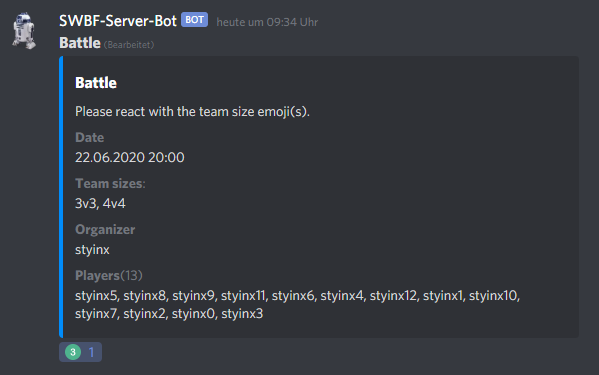 SWBF-Server-Bot BOT heute um 09:34 Uhr
Battle (Bearbeitet)
Battle
Please react with the team size emoji(s).
Date
22.06.2020 20:00
Team sizes:
3v3, 4v4
Organizer
styinx
Players(13)
styinx5, styinx8, styinx9, styinx11, styinx6, styinx4, styinx12, styinx1, styinx10,
styinx7, styinx2, styinx0, styinx3
3 1